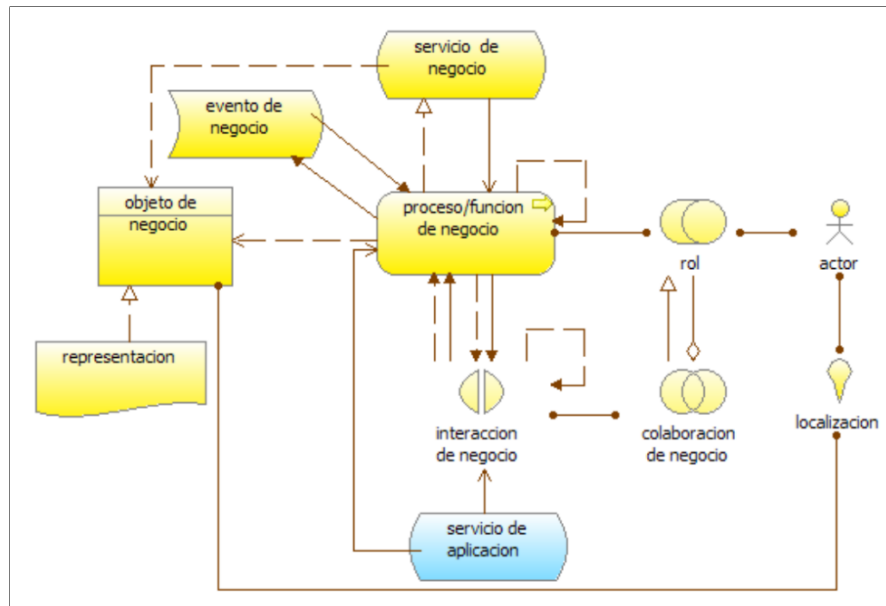 servicio de
negocio
evento de
negocio
objeto de
negocio
proceso/funcion
de negocio
rol
actor
representacion
interaccion
de negocio
colaboracion
de negocio
localizacion
servicio de
aplicacion